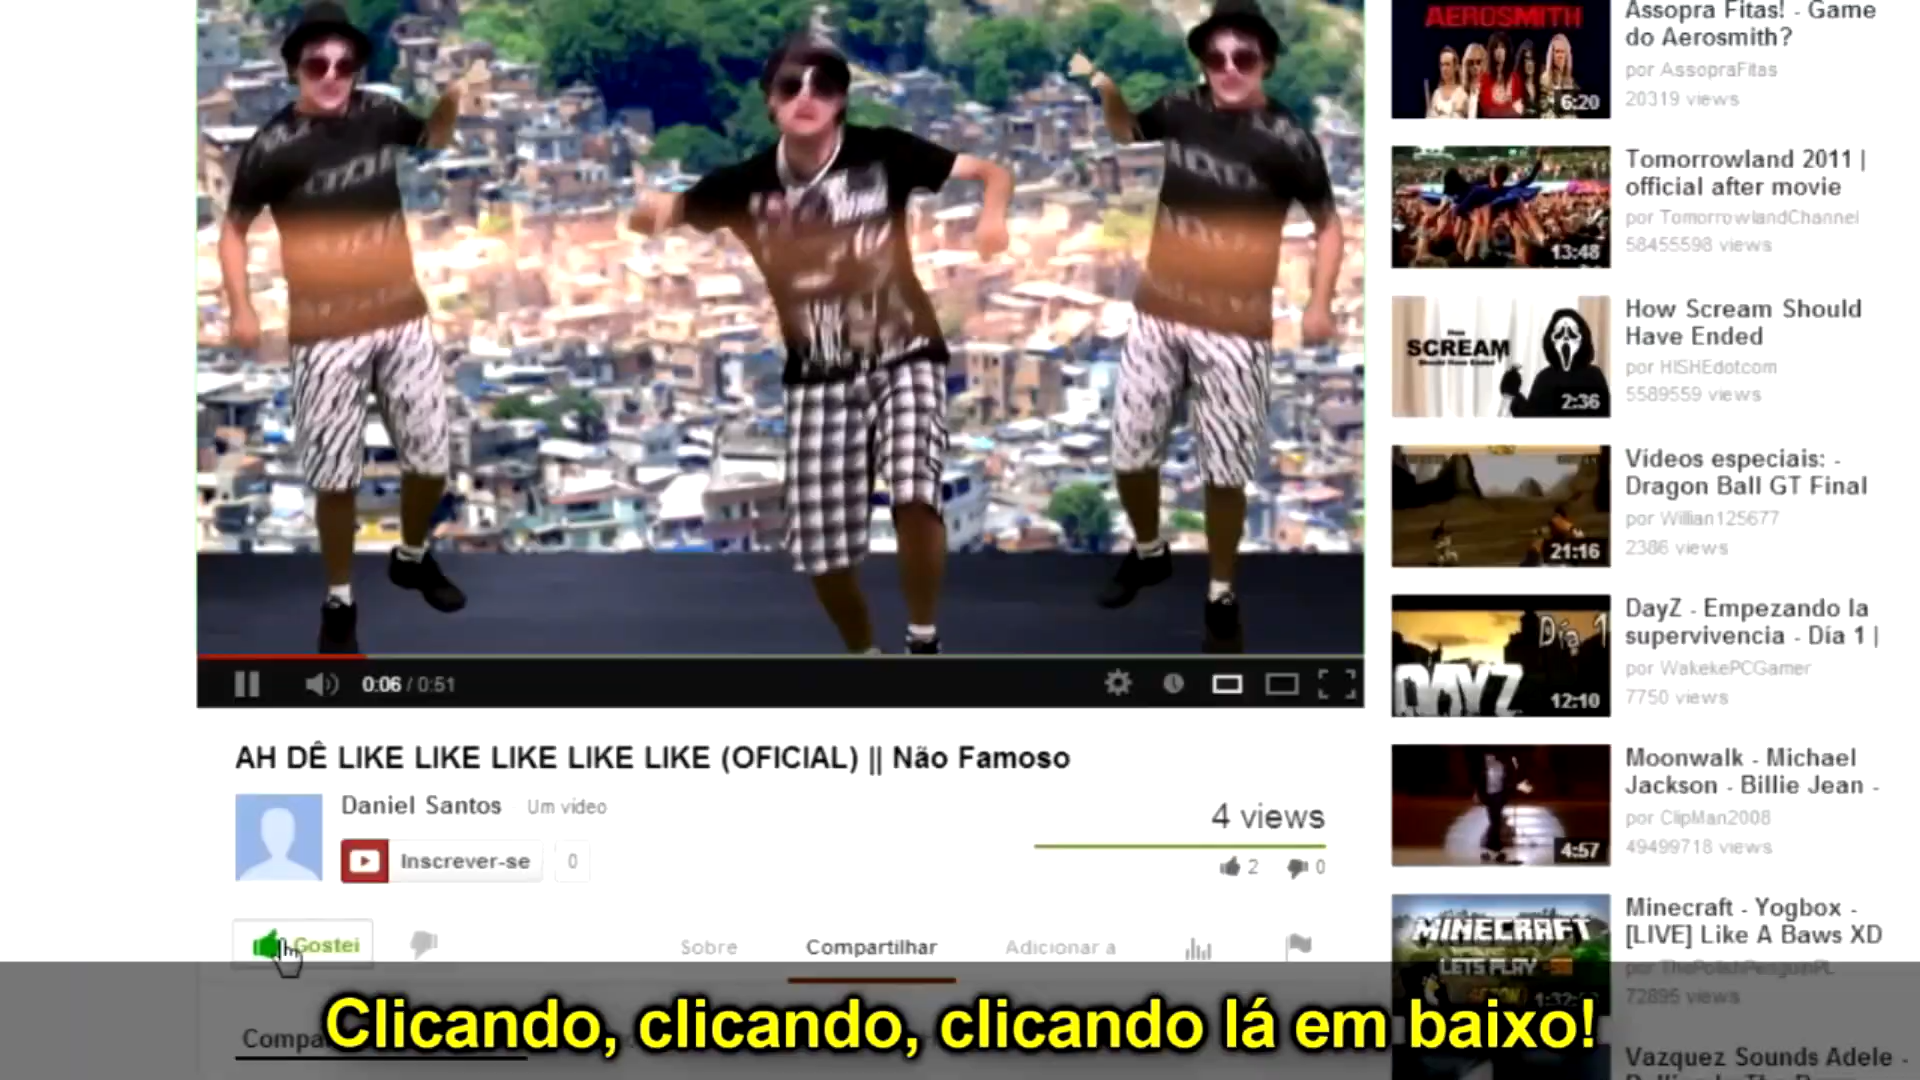 0:06 / 0:51
AH DÊ LIKE LIKE LIKE LIKE LIKE (OFICIAL) || Não Famoso
Daniel Santos
Um vídeo
Inscrever-se
0
4 views
2
0
Gostei
Sobre
Compartilhar
Adicionar a
Clicando, clicando, clicando lá em baixo!
AEROSMITH
6:20
Assopra Fitas! - Game
do Aerosmith?
por AssopraFitas
20319 views
13:48
Tomorrowland 2011 |
official after movie
por TomorrowlandChannel
58455598 views
SCREAM
2:36
How Scream Should
Have Ended
por HISHEdotcom
5589559 views
21:16
Vídeos especiais: -
Dragon Ball GT Final
por Willian125677
2386 views
Día 1
DAYZ
12:10
DayZ - Empezando la
supervivencia - Día 1 |
por WakekePCGamer
7750 views
4:57
Moonwalk - Michael
Jackson - Billie Jean -
por ClipMan2008
49499718 views
MINECRAFT
LETS PLAY
Minecraft - Yogbox -
[LIVE] Like A Baws XD
por ThePolishPenguinPL
72895 views
Vazquez Sounds Adele -